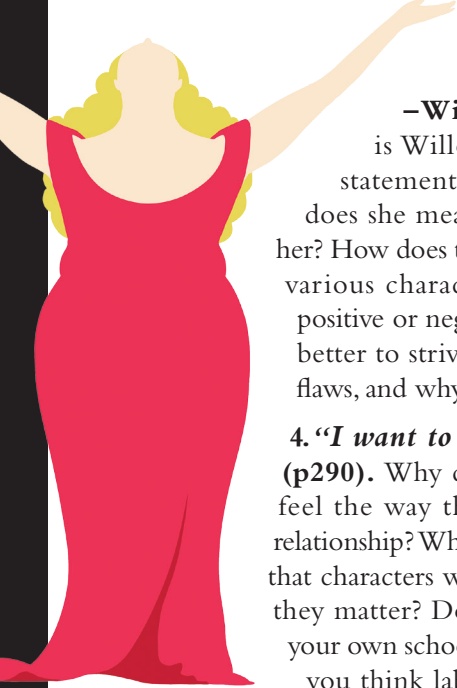 –Wi
is Will
statement
does she mea
her? How does t
various charac
positive or neg
better to striv
flaws, and why
4. “I want to
(p290). Why d
feel the way th
relationship? Wh
that characters w
they matter? Do
your own schoo
you think lab